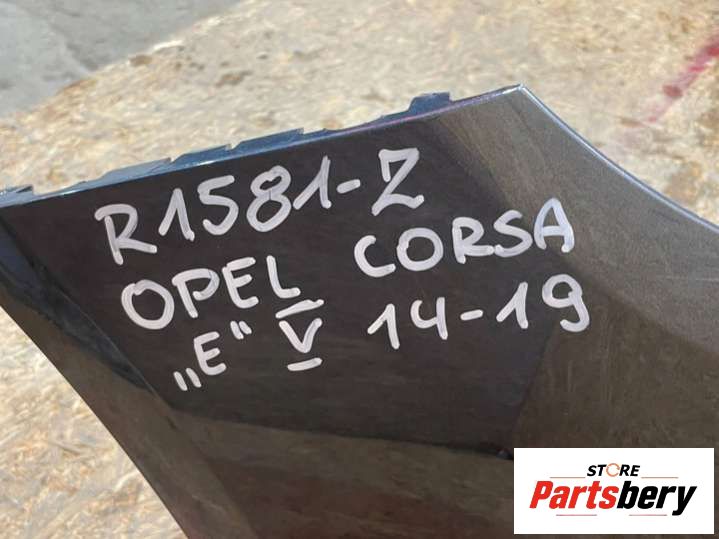 R1581-Z
OPEL CORSA
„E" V 14-19
STORE
Partsbery